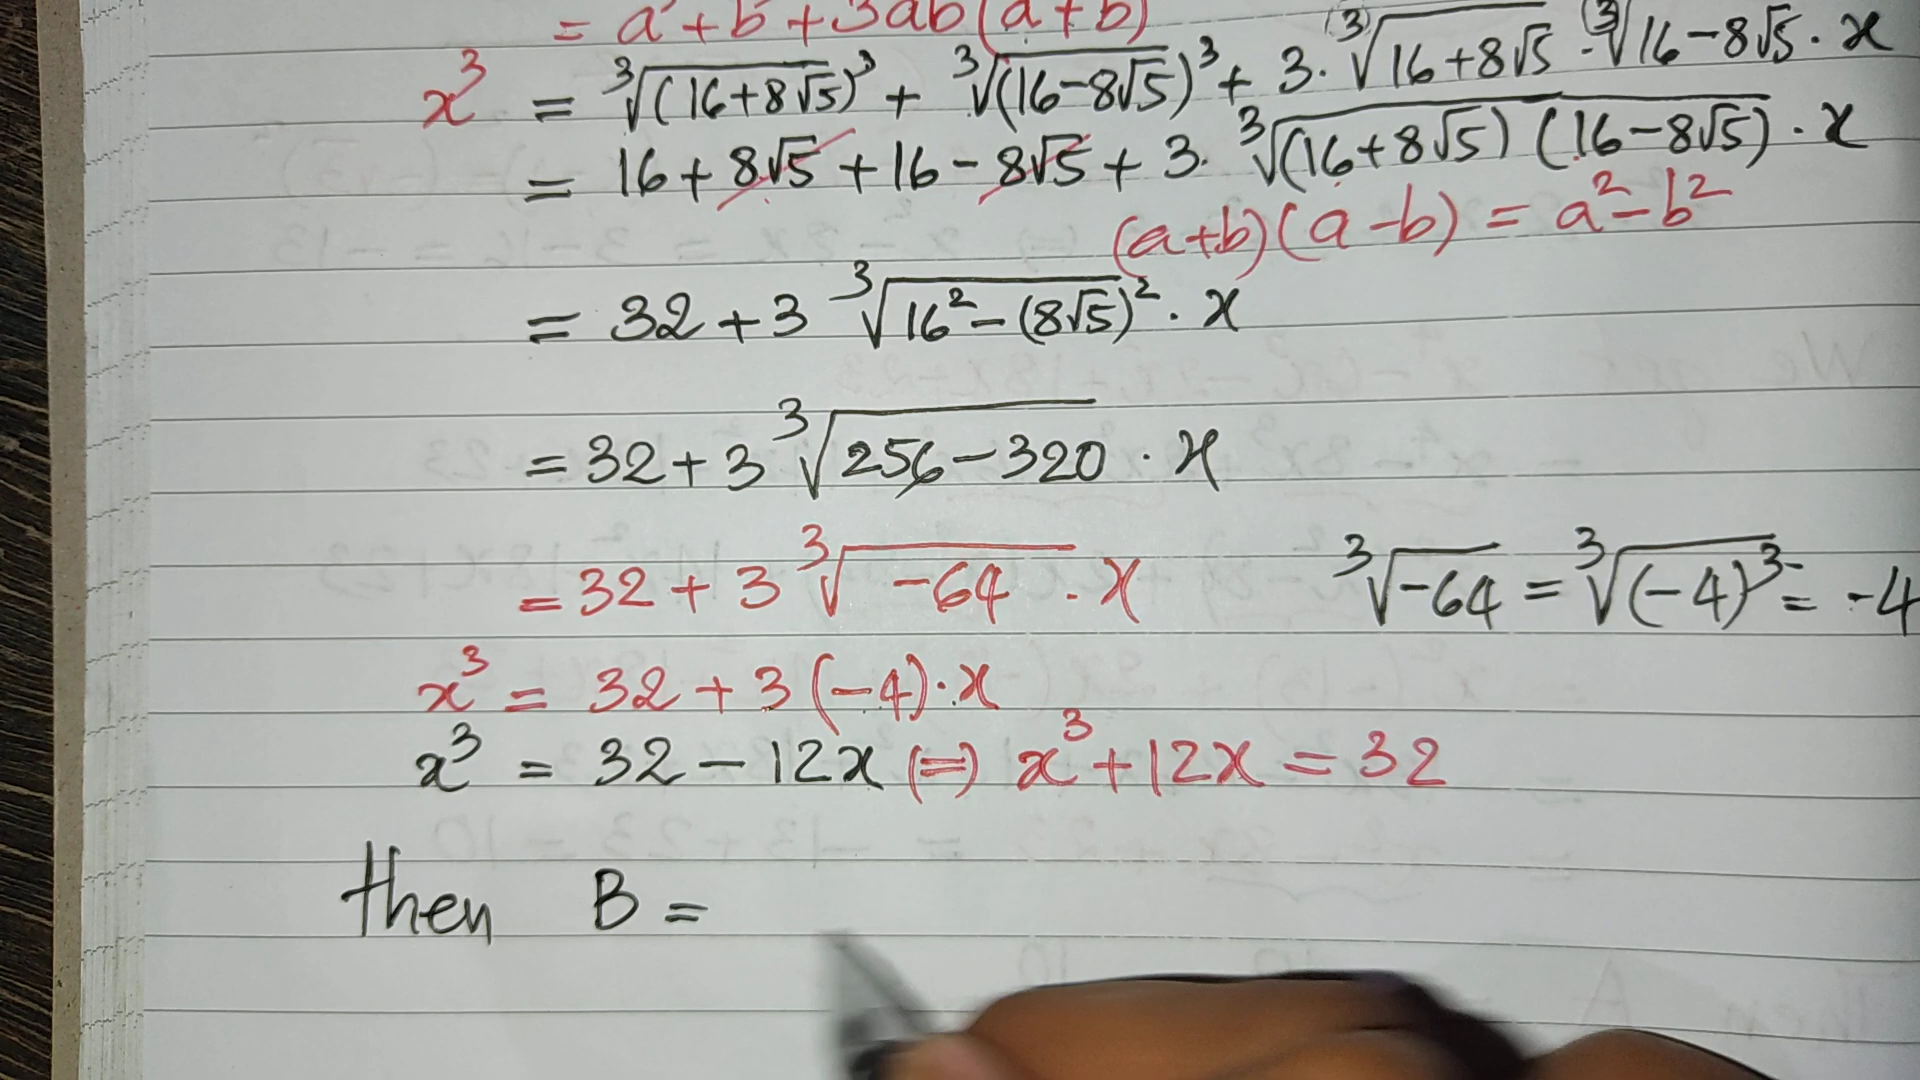 = a³ + b³ + 3ab(a+b)
x³ = ∛(16+8√5)³ + ∛(16-8√5)³ + 3. ∛16+8√5 . ∛16-8√5 . x
= 16 + 8√5 + 16 - 8√5 + 3. ∛(16+8√5) (16-8√5) . x
(a+b)(a-b) = a²-b²
= 32 + 3 ∛16²-(8√5)² . x
= 32 + 3 ∛256-320 . x
= 32 + 3 ∛-64 . x ∛-64 = ∛(-4)³ = -4
x³ = 32 + 3 (-4) . x
x³ = 32 - 12x (=) x³ + 12x = 32
then B =